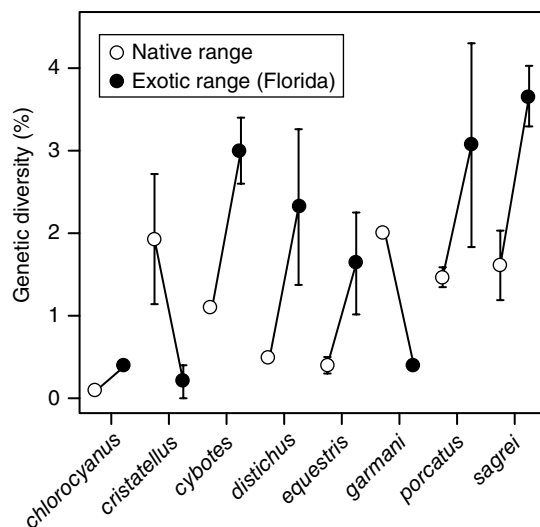 Native range
Exotic range (Florida)
Genetic diversity (%)
4
3
2
1
0
chlorocyanus
cristatellus
cybotes
distichus
equestris
garmani
porcatus
sagrei